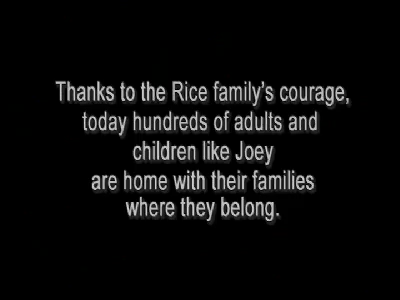 Thanks to the Rice family's courage,
today hundreds of adults and
children like Joey
are home with their families
where they belong.